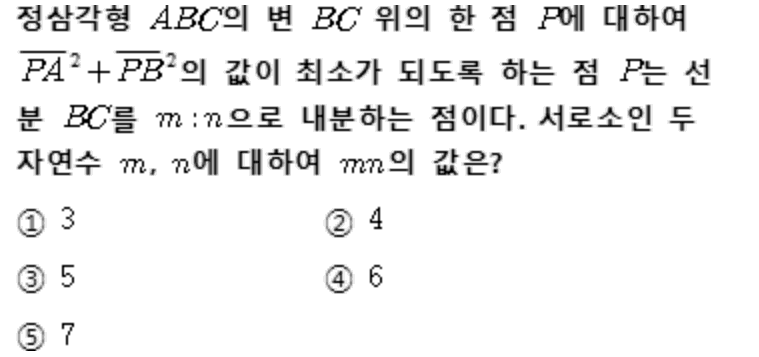 정삼각형 ABC의 변 BC 위의 한 점 P에 대하여
PA² + PB²의 값이 최소가 되도록 하는 점 P는 선
분 BC를 m : n으로 내분하는 점이다. 서로소인 두
자연수 m, n에 대하여 mn의 값은?
① 3 ② 4
③ 5 ④ 6
⑤ 7